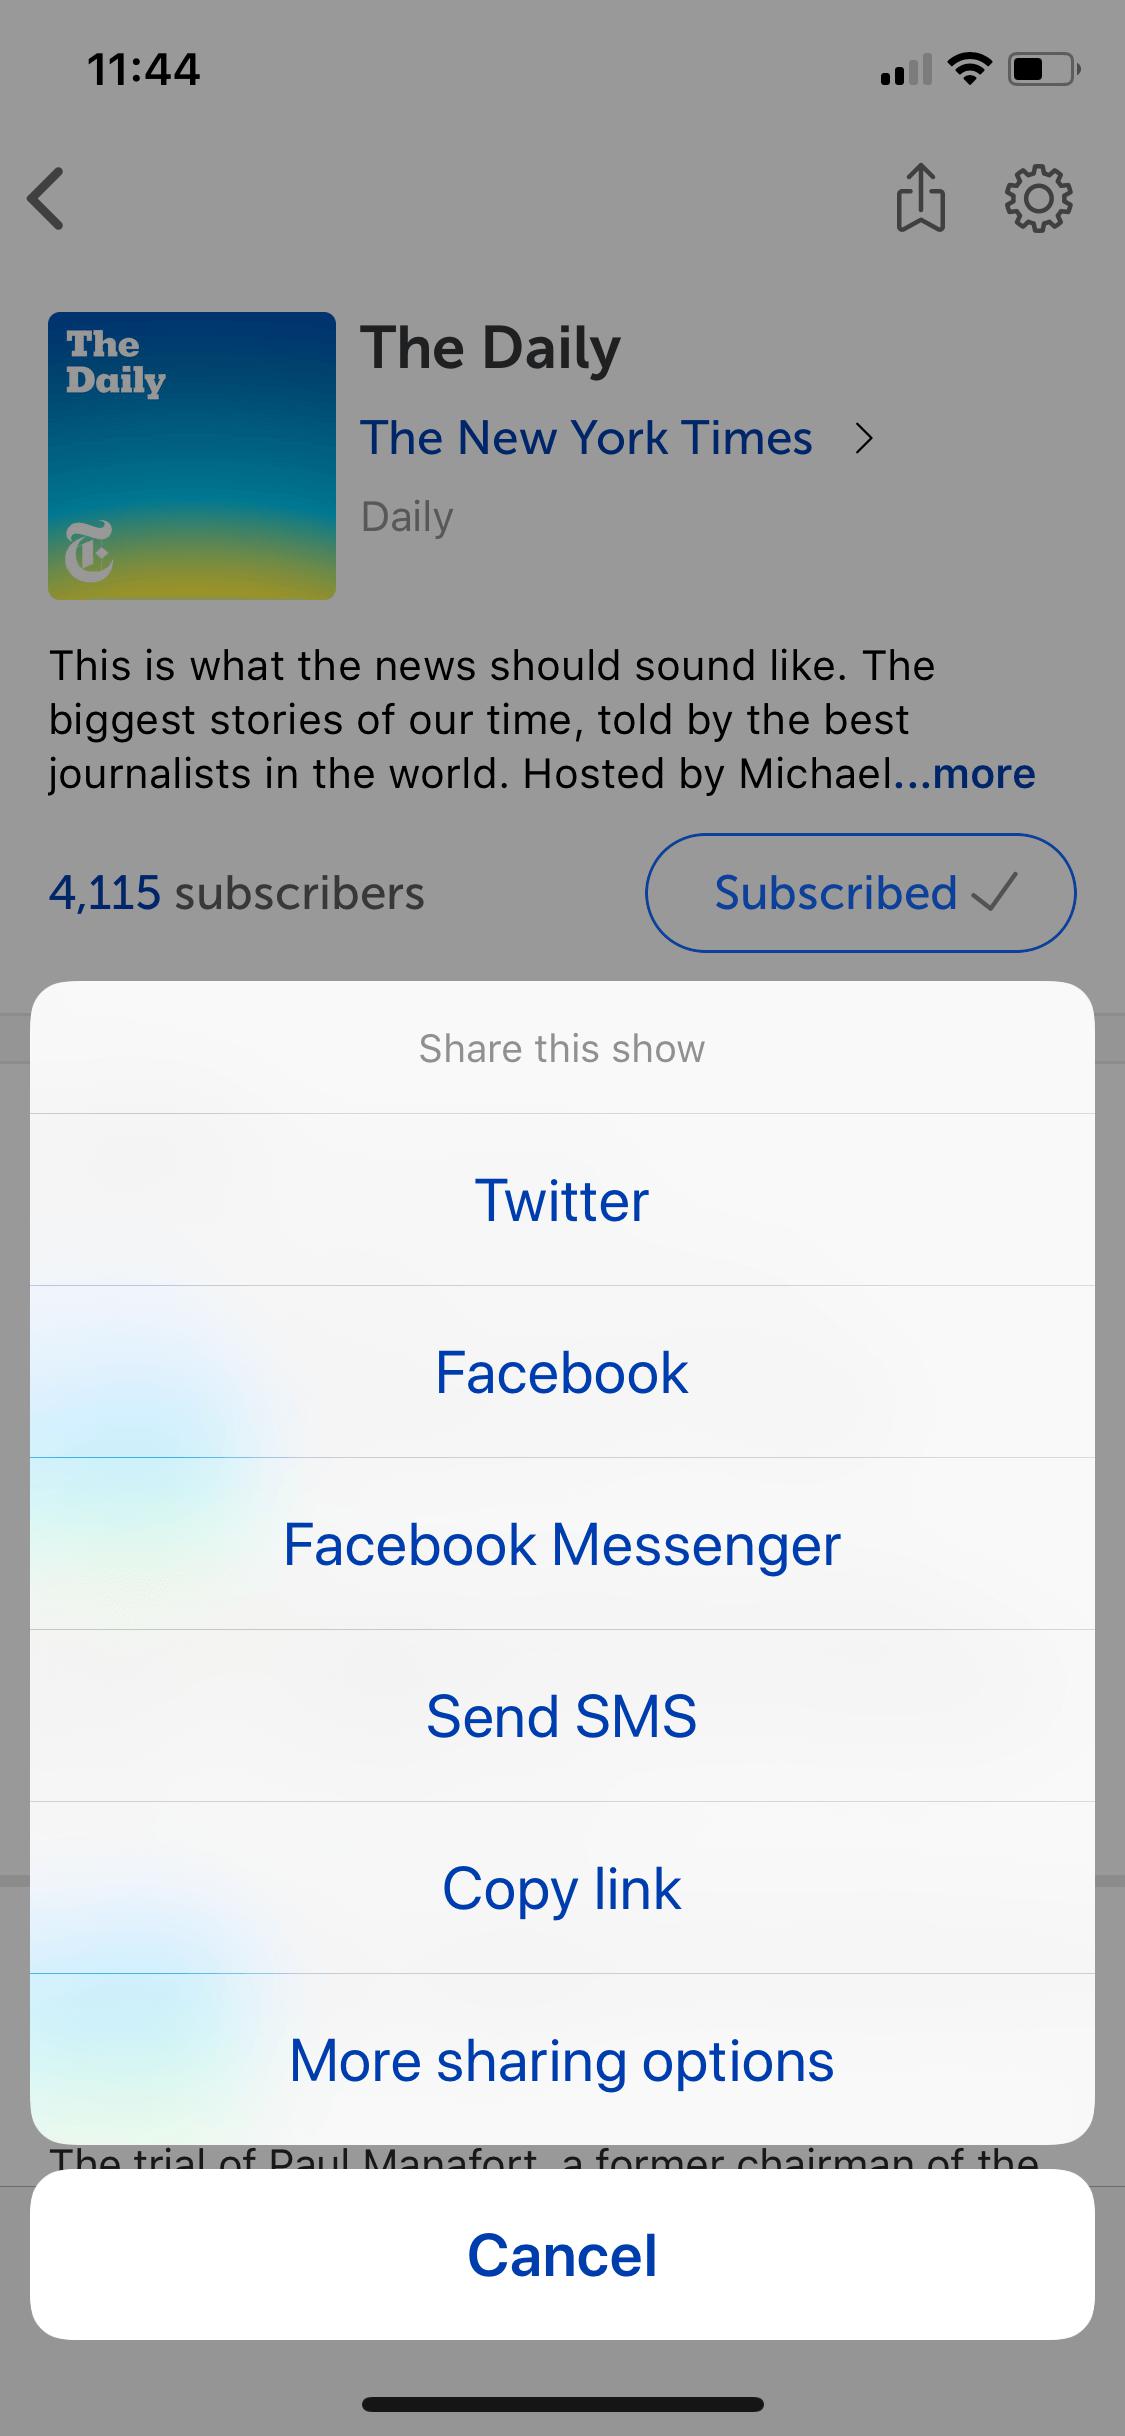 11:44
The
Daily
The Daily
The New York Times
Daily
This is what the news should sound like. The
biggest stories of our time, told by the best
journalists in the world. Hosted by Michael...more
4,115 subscribers
Subscribed
Share this show
Twitter
Facebook
Facebook Messenger
Send SMS
Copy link
More sharing options
The trial of Paul Manafort, a former chairman of the
Cancel